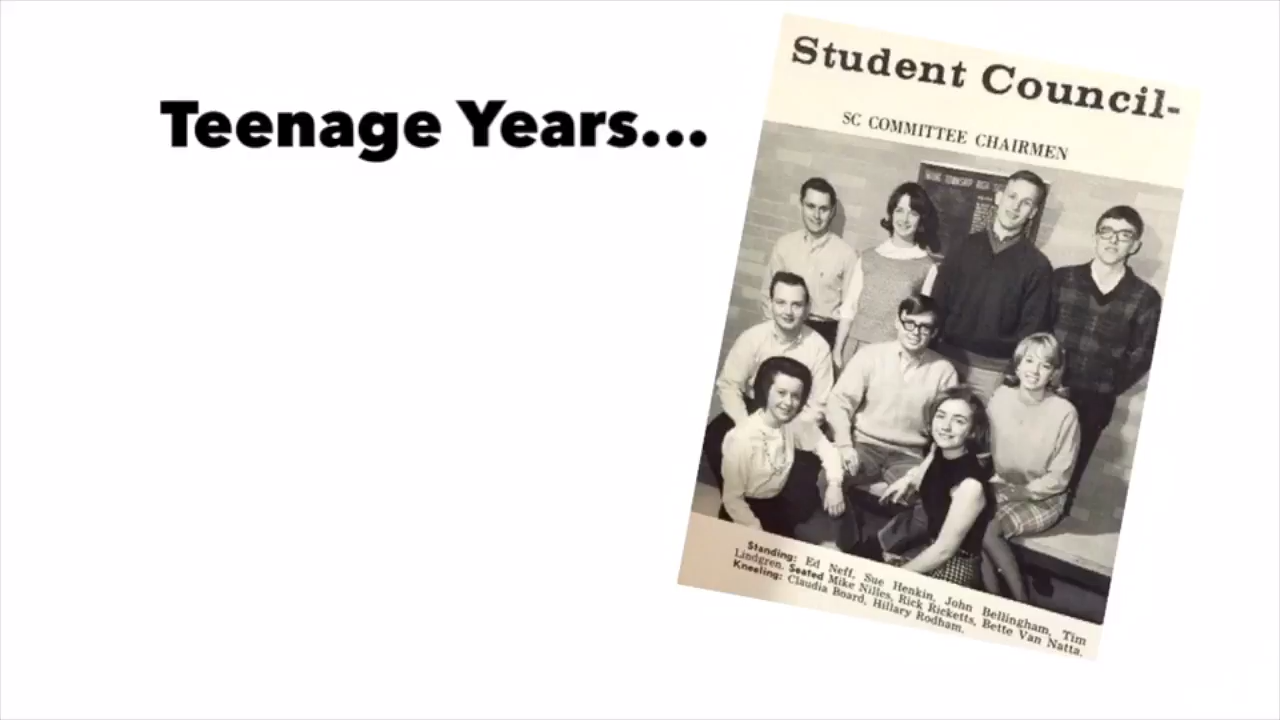 Teenage Years...
Student Council-
SC COMMITTEE CHAIRMEN
Standing: Ed Neff, Sue Henkin, John Bellingham, Tim
Lindgren. Seated Mike Nilles, Rick Ricketts, Bette Van Natta.
Kneeling: Claudia Board, Hillary Rodham.